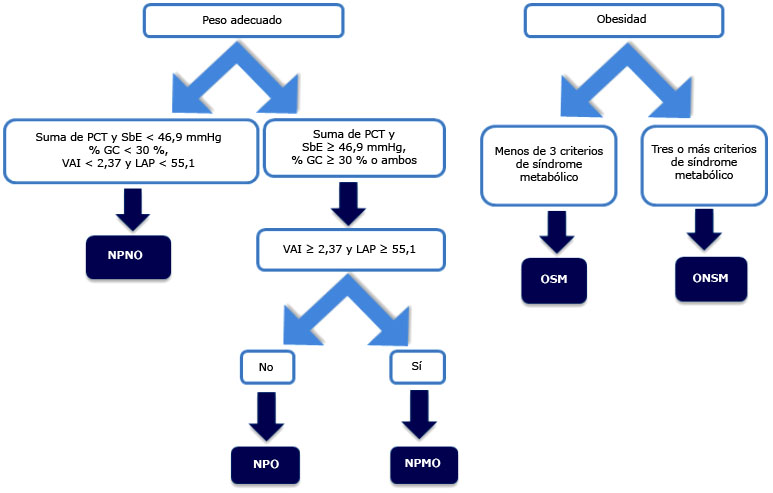 Peso adecuado
Obesidad
Suma de PCT y SbE < 46,9 mmHg
% GC < 30 %,
VAI < 2,37 y LAP < 55,1
Suma de PCT y
SbE ≥ 46,9 mmHg,
% GC ≥ 30 % o ambos
Menos de 3 criterios
de síndrome
metabólico
Tres o más criterios
de síndrome
metabólico
NPNO
VAI ≥ 2,37 y LAP ≥ 55,1
OSM
ONSM
No
Sí
NPO
NPMO